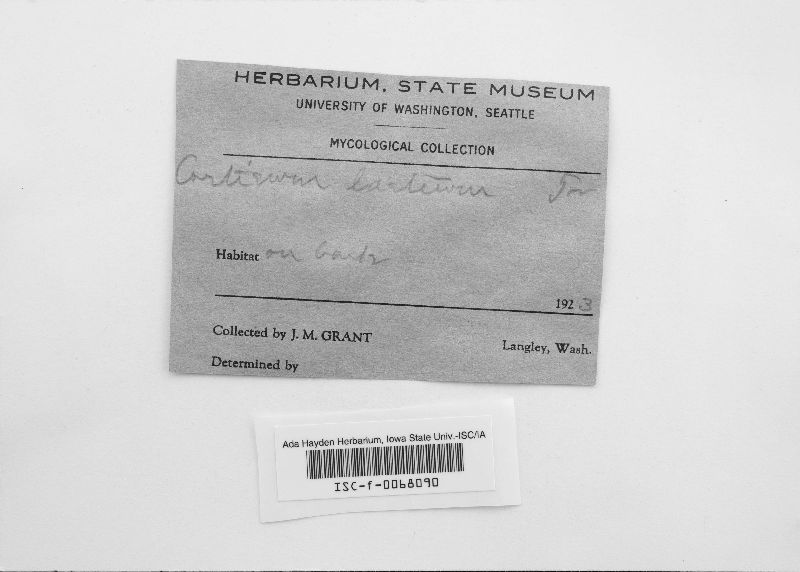 HERBARIUM, STATE MUSEUM
UNIVERSITY OF WASHINGTON, SEATTLE
MYCOLOGICAL COLLECTION
Corticium lacteum
Habitat on bark
1923
Collected by J. M. GRANT
Langley, Wash.
Determined by
Ada Hayden Herbarium, Iowa State Univ.-ISC/IA
ISC-f-0068090